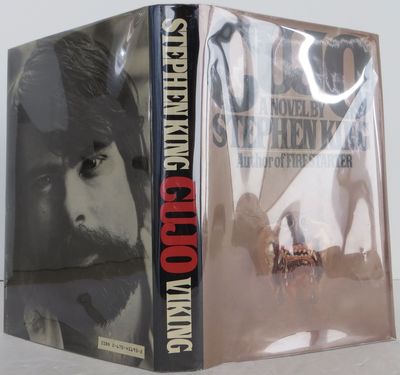 STEPHEN KING CUJO VIKING
CUJO
A NOVEL BY
STEPHEN KING
Author of FIRESTARTER